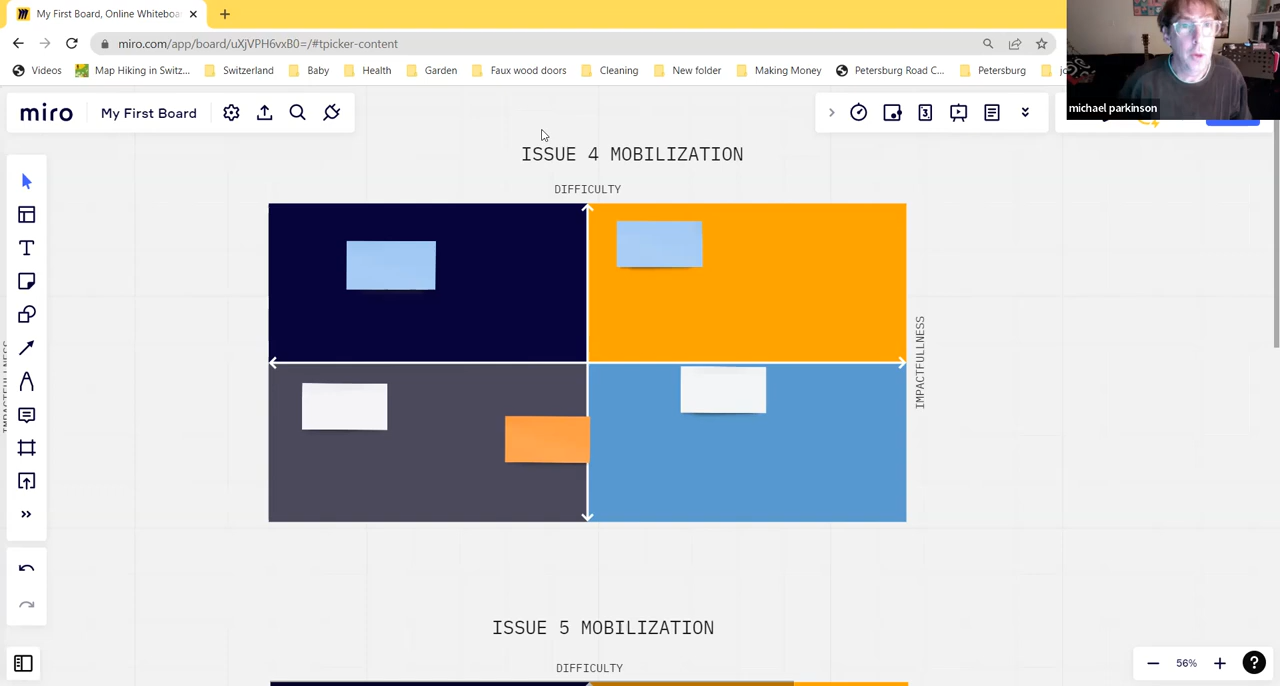 My First Board, Online Whiteboa
miro.com/app/board/uXjVPH6vxB0=/#tpicker-content
Videos
Map Hiking in Switz...
Switzerland
Baby
Health
Garden
Faux wood doors
Cleaning
New folder
Making Money
Petersburg Road C...
Petersburg
michael parkinson
miro
My First Board
ISSUE 4 MOBILIZATION
DIFFICULTY
IMPACTFULLNESS
IMPACTFULLNESS
ISSUE 5 MOBILIZATION
DIFFICULTY
56%